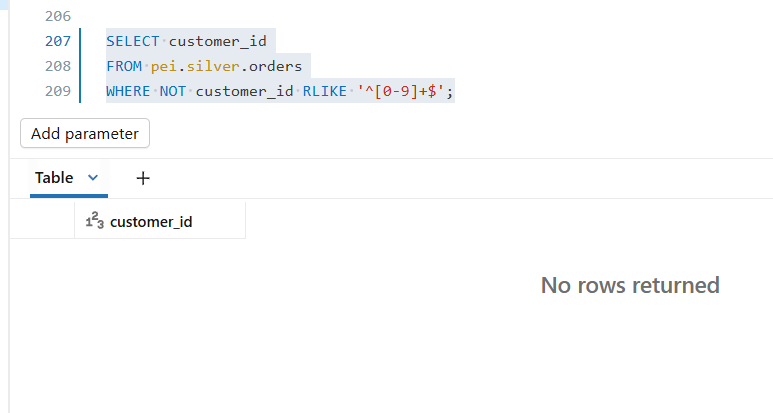 206
207 SELECT customer_id
208 FROM pei.silver.orders
209 WHERE NOT customer_id RLIKE '^[0-9]+$';
Add parameter
Table +
123 customer_id
No rows returned